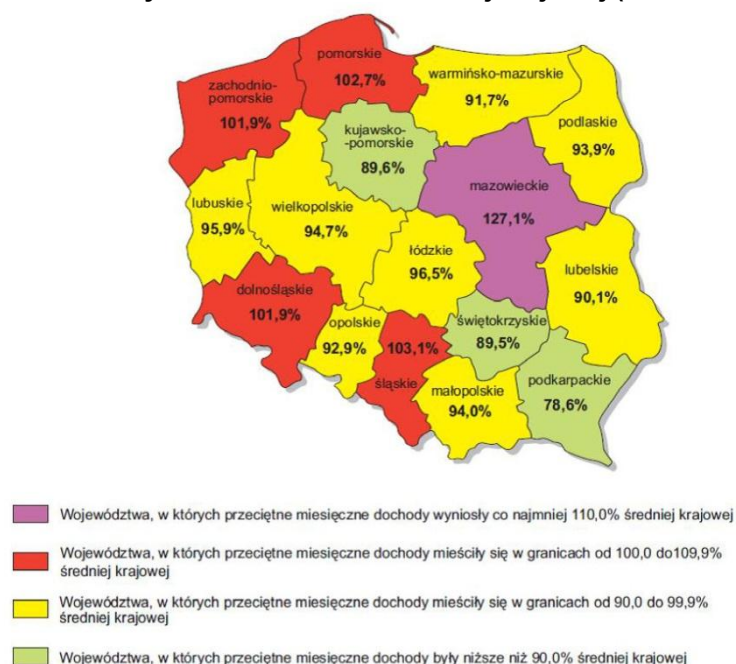 pomorskie
102,7%
warmińsko-mazurskie
91,7%
zachodnio-
pomorskie
101,9%
podlaskie
93,9%
kujawsko-
-pomorskie
89,6%
mazowieckie
127,1%
lubuskie
95,9%
wielkopolskie
94,7%
łódzkie
96,5%
lubelskie
90,1%
dolnośląskie
101,9%
opolskie
92,9%
103,1%
śląskie
świętokrzyskie
89,5%
małopolskie
94,0%
podkarpackie
78,6%
Województwa, w których przeciętne miesięczne dochody wyniosły co najmniej 110,0% średniej krajowej
Województwa, w których przeciętne miesięczne dochody mieściły się w granicach od 100,0 do109,9%
średniej krajowej
Województwa, w których przeciętne miesięczne dochody mieściły się w granicach od 90,0 do 99,9%
średniej krajowej
Województwa, w których przeciętne miesięczne dochody były niższe niż 90,0% średniej krajowej